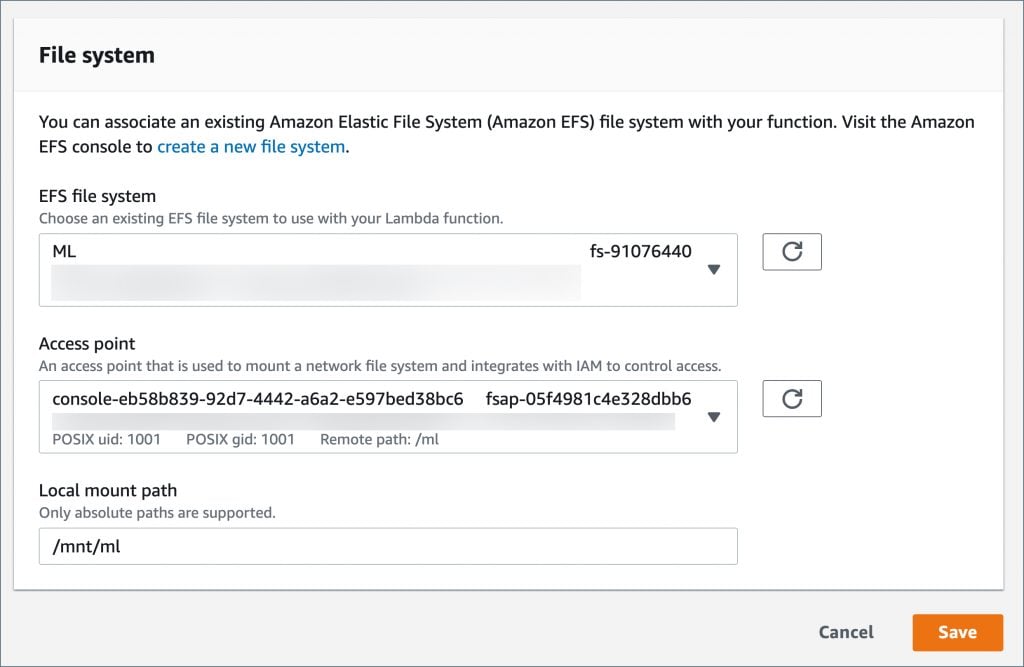 File system
You can associate an existing Amazon Elastic File System (Amazon EFS) file system with your function. Visit the Amazon
EFS console to create a new file system.
EFS file system
Choose an existing EFS file system to use with your Lambda function.
ML fs-91076440
Access point
An access point that is used to mount a network file system and integrates with IAM to control access.
console-eb58b839-92d7-4442-a6a2-e597bed38bc6 fsap-05f4981c4e328dbb6
POSIX uid: 1001 POSIX gid: 1001 Remote path: /ml
Local mount path
Only absolute paths are supported.
/mnt/ml
Cancel Save